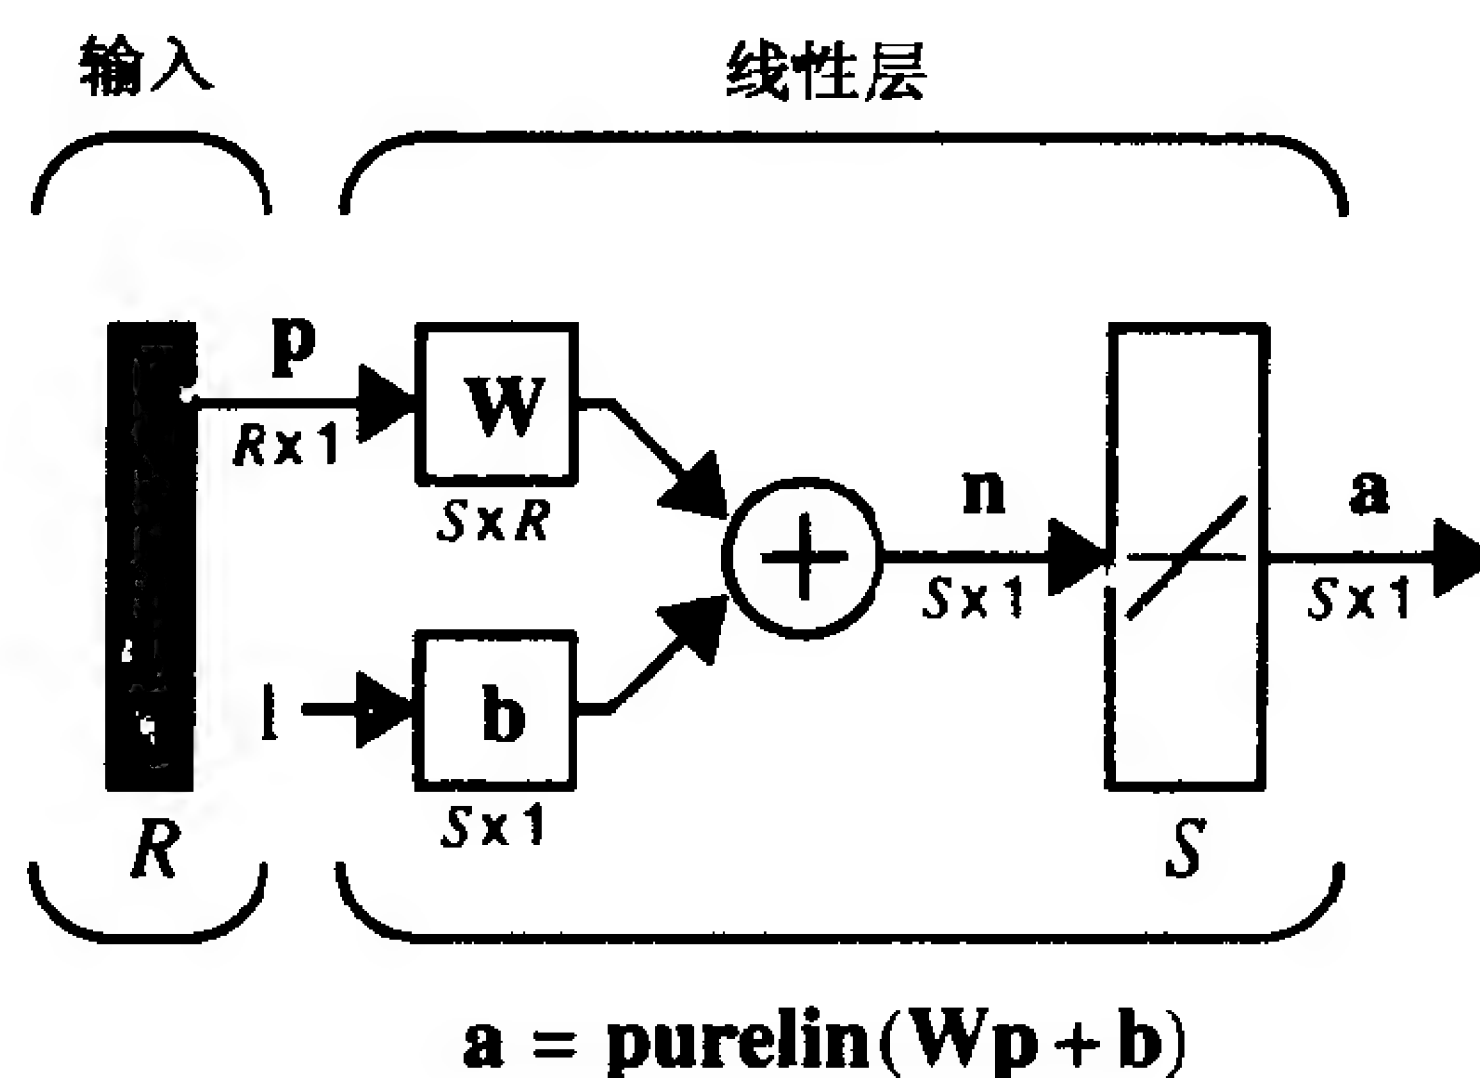 输入
线性层
p
R×1
W
S×R
n
S×1
a
S×1
1
b
S×1
R
S
a = purelin(Wp + b)